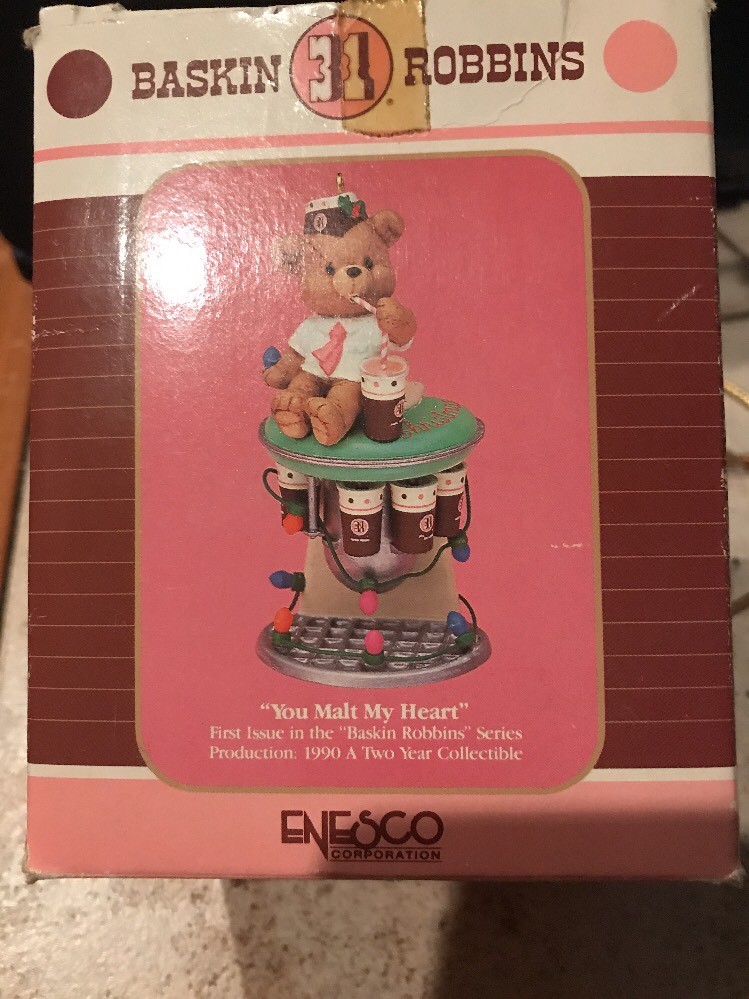 BASKIN 31 ROBBINS
"You Malt My Heart"
First Issue in the "Baskin Robbins" Series
Production: 1990 A Two Year Collectible
ENESCO
CORPORATION